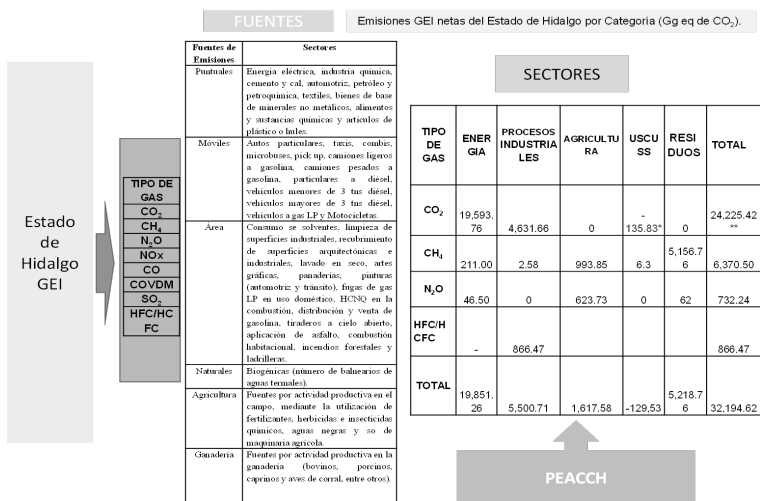 FUENTES
Emisiones GEI netas del Estado de Hidalgo por Categoría (Gg eq de CO2).
Estado
de
Hidalgo
GEI
TIPO DE
GAS
CO2
CH4
N2O
NOx
CO
COVDM
SO2
HFC/HC
FC
Fuentes de
Emisiones
Sectores
Puntuales
Energía eléctrica, industria química,
cemento y cal, automotriz, petróleo y
petroquímica, textiles, bienes de base
de minerales no metálicos, alimentos
y sustancias químicas y artículos de
plástico o hules.
Móviles
Autos particulares, taxis, combis,
microbuses, pick up, camiones ligeros
a gasolina, camiones pesados a
gasolina, particulares a diésel,
vehículos menores de 3 tns diésel,
vehículos mayores de 3 tns diésel,
vehículos a gas LP y Motocicletas.
Área
Consumo se solventes, limpieza de
superficies industriales, recubrimiento
de superficies arquitectónicas e
industriales, lavado en seco, artes
gráficas, panaderías, pinturas
(automotriz y tránsito), fugas de gas
LP en uso doméstico, HCNQ en la
combustión, distribución y venta de
gasolina, tiraderos a cielo abierto,
aplicación de asfalto, combustión
habitacional, incendios forestales y
ladrilleras.
Naturales
Biogénicas (número de balnearios de
aguas termales).
Agricultura
Fuentes por actividad productiva en el
campo, mediante la utilización de
fertilizantes, herbicidas e insecticidas
químicos, aguas negras y so de
maquinaria agrícola.
Ganadería
Fuentes por actividad productiva en la
ganadería (bovinos, porcinos,
caprinos y aves de corral, entre otros).
SECTORES
TIPO
DE
GAS
ENER
GIA
PROCESOS
INDUSTRIA
LES
AGRICULTU
RA
USCU
SS
RESI
DUOS
TOTAL
CO2
19,593.
76
4,631.66
0
-
135.83*
0
24,225.42
**
CH4
211.00
2.58
993.85
6.3
5,156.7
6
6,370.50
N2O
46.50
0
623.73
0
62
732.24
HFC/H
CFC
-
866.47
866.47
TOTAL
19,851.
26
5,500.71
1,617.58
-129,53
5,218.7
6
32,194.62
PEACCH